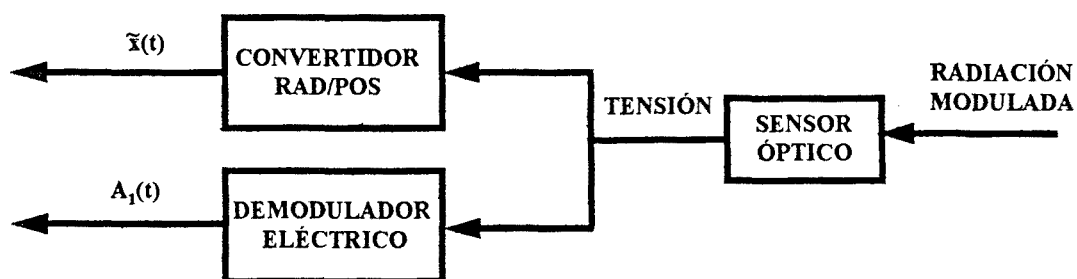 x̃(t)
CONVERTIDOR
RAD/POS
TENSIÓN
RADIACIÓN
MODULADA
SENSOR
ÓPTICO
A₁(t)
DEMODULADOR
ELÉCTRICO